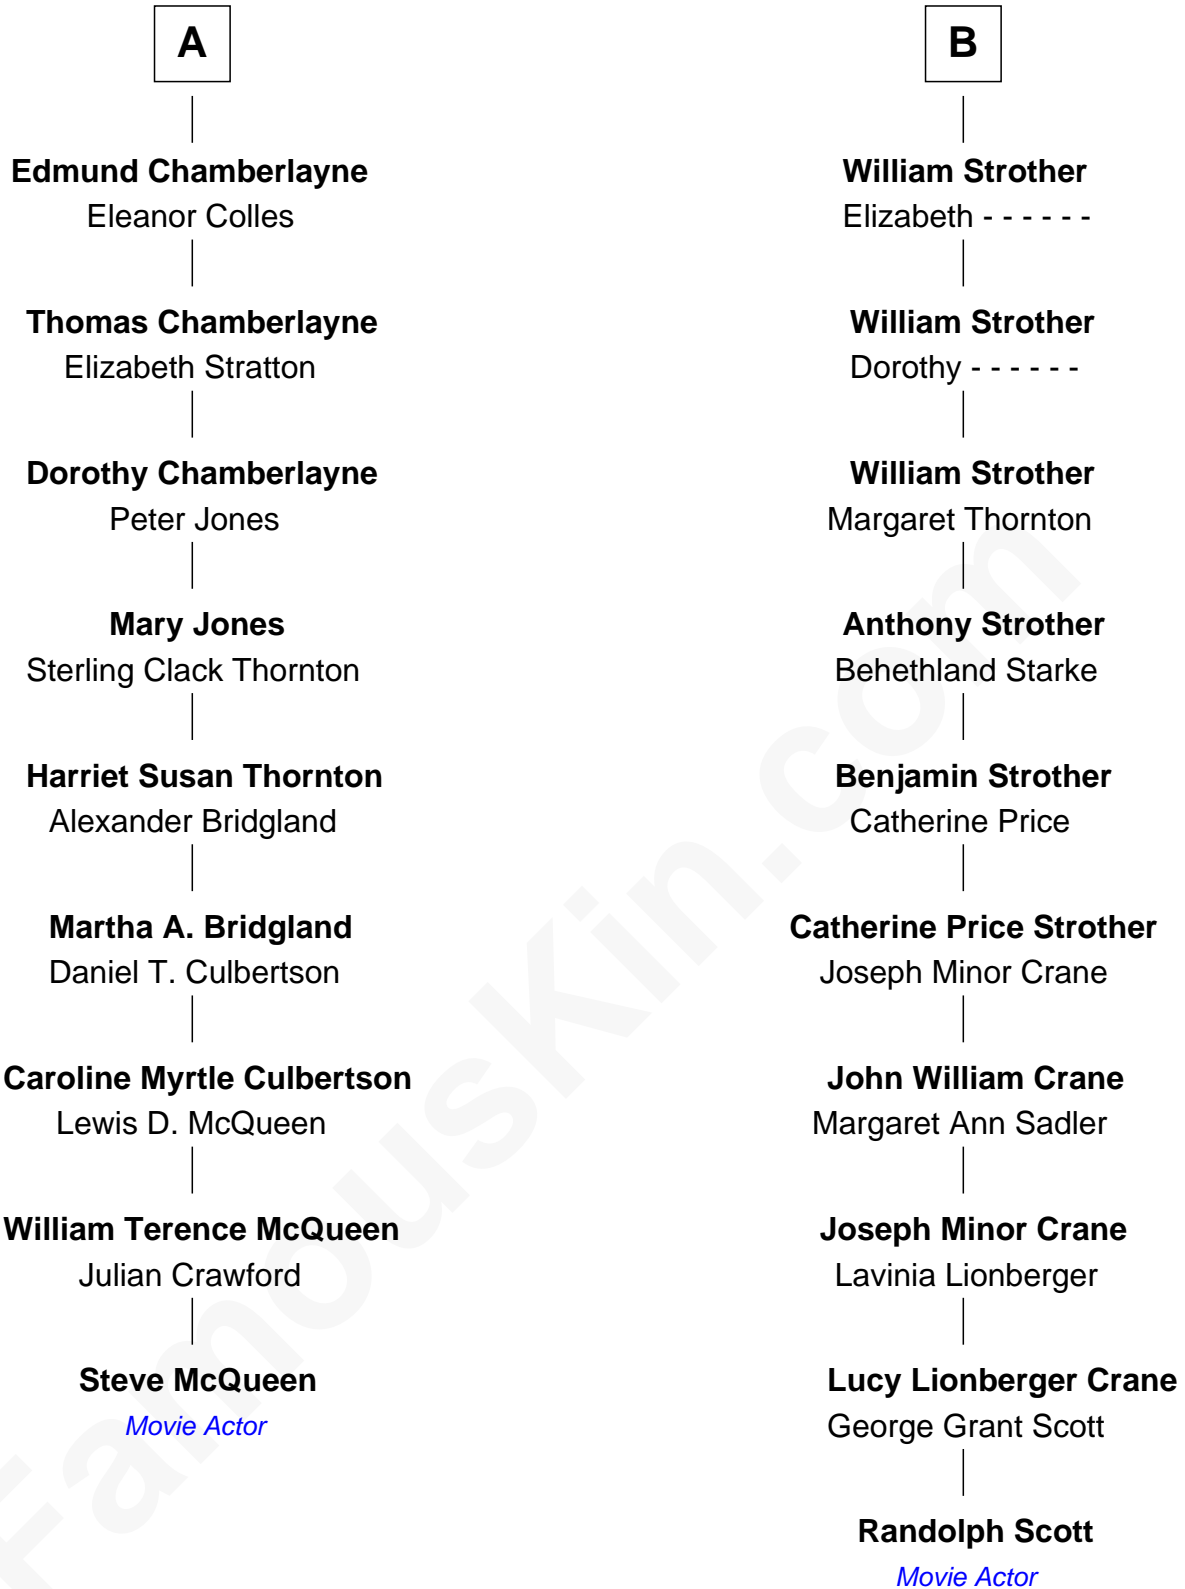 A
Edmund Chamberlayne
Eleanor Colles
Thomas Chamberlayne
Elizabeth Stratton
Dorothy Chamberlayne
Peter Jones
Mary Jones
Sterling Clack Thornton
Harriet Susan Thornton
Alexander Bridgland
Martha A. Bridgland
Daniel T. Culbertson
Caroline Myrtle Culbertson
Lewis D. McQueen
William Terence McQueen
Julian Crawford
Steve McQueen
Movie Actor
B
William Strother
Elizabeth - - - - - -
William Strother
Dorothy - - - - - -
William Strother
Margaret Thornton
Anthony Strother
Behethland Starke
Benjamin Strother
Catherine Price
Catherine Price Strother
Joseph Minor Crane
John William Crane
Margaret Ann Sadler
Joseph Minor Crane
Lavinia Lionberger
Lucy Lionberger Crane
George Grant Scott
Randolph Scott
Movie Actor
FamousKin.com